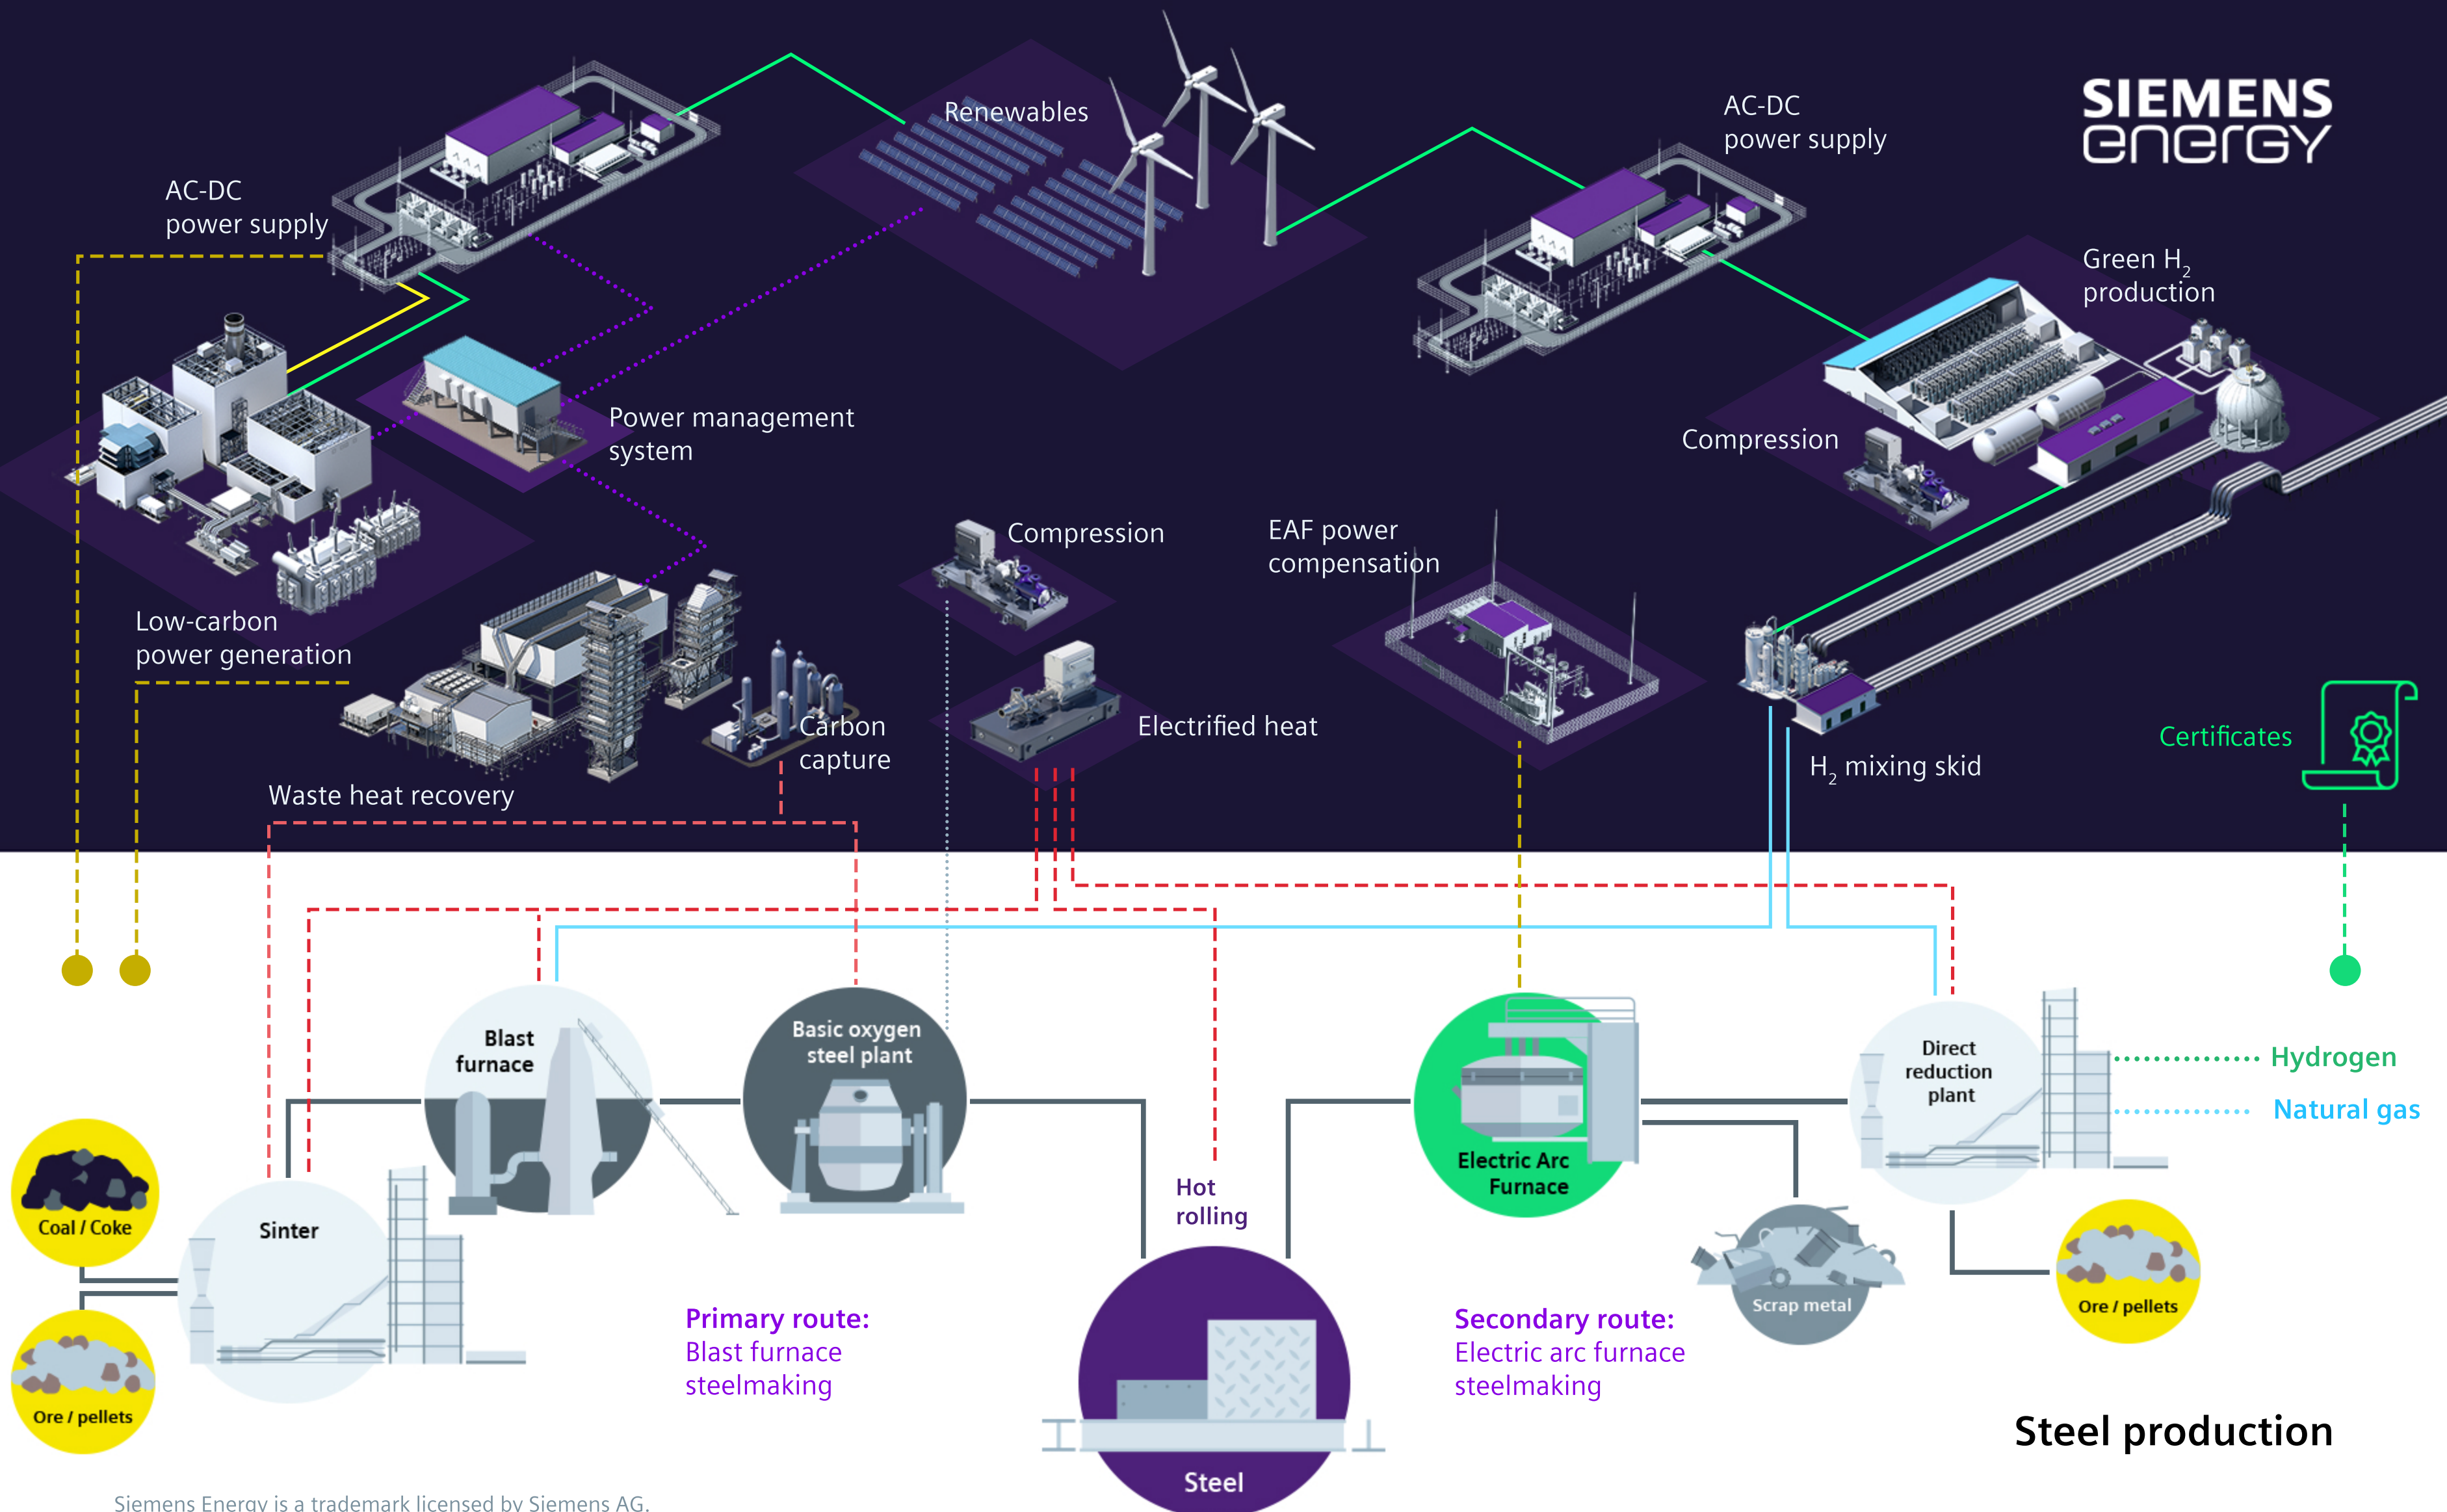 SIEMENS
energy
Renewables
AC-DC
power supply
AC-DC
power supply
Green H₂
production
Power management
system
Compression
Compression
EAF power
compensation
Low-carbon
power generation
Carbon
capture
Electrified heat
Certificates
H₂ mixing skid
Waste heat recovery
Blast
furnace
Basic oxygen
steel plant
Direct
reduction
plant
Hydrogen
Natural gas
Electric Arc
Furnace
Hot
rolling
Coal / Coke
Sinter
Scrap metal
Ore / pellets
Primary route:
Blast furnace
steelmaking
Secondary route:
Electric arc furnace
steelmaking
Ore / pellets
Steel production
Steel
Siemens Energy is a trademark licensed by Siemens AG.